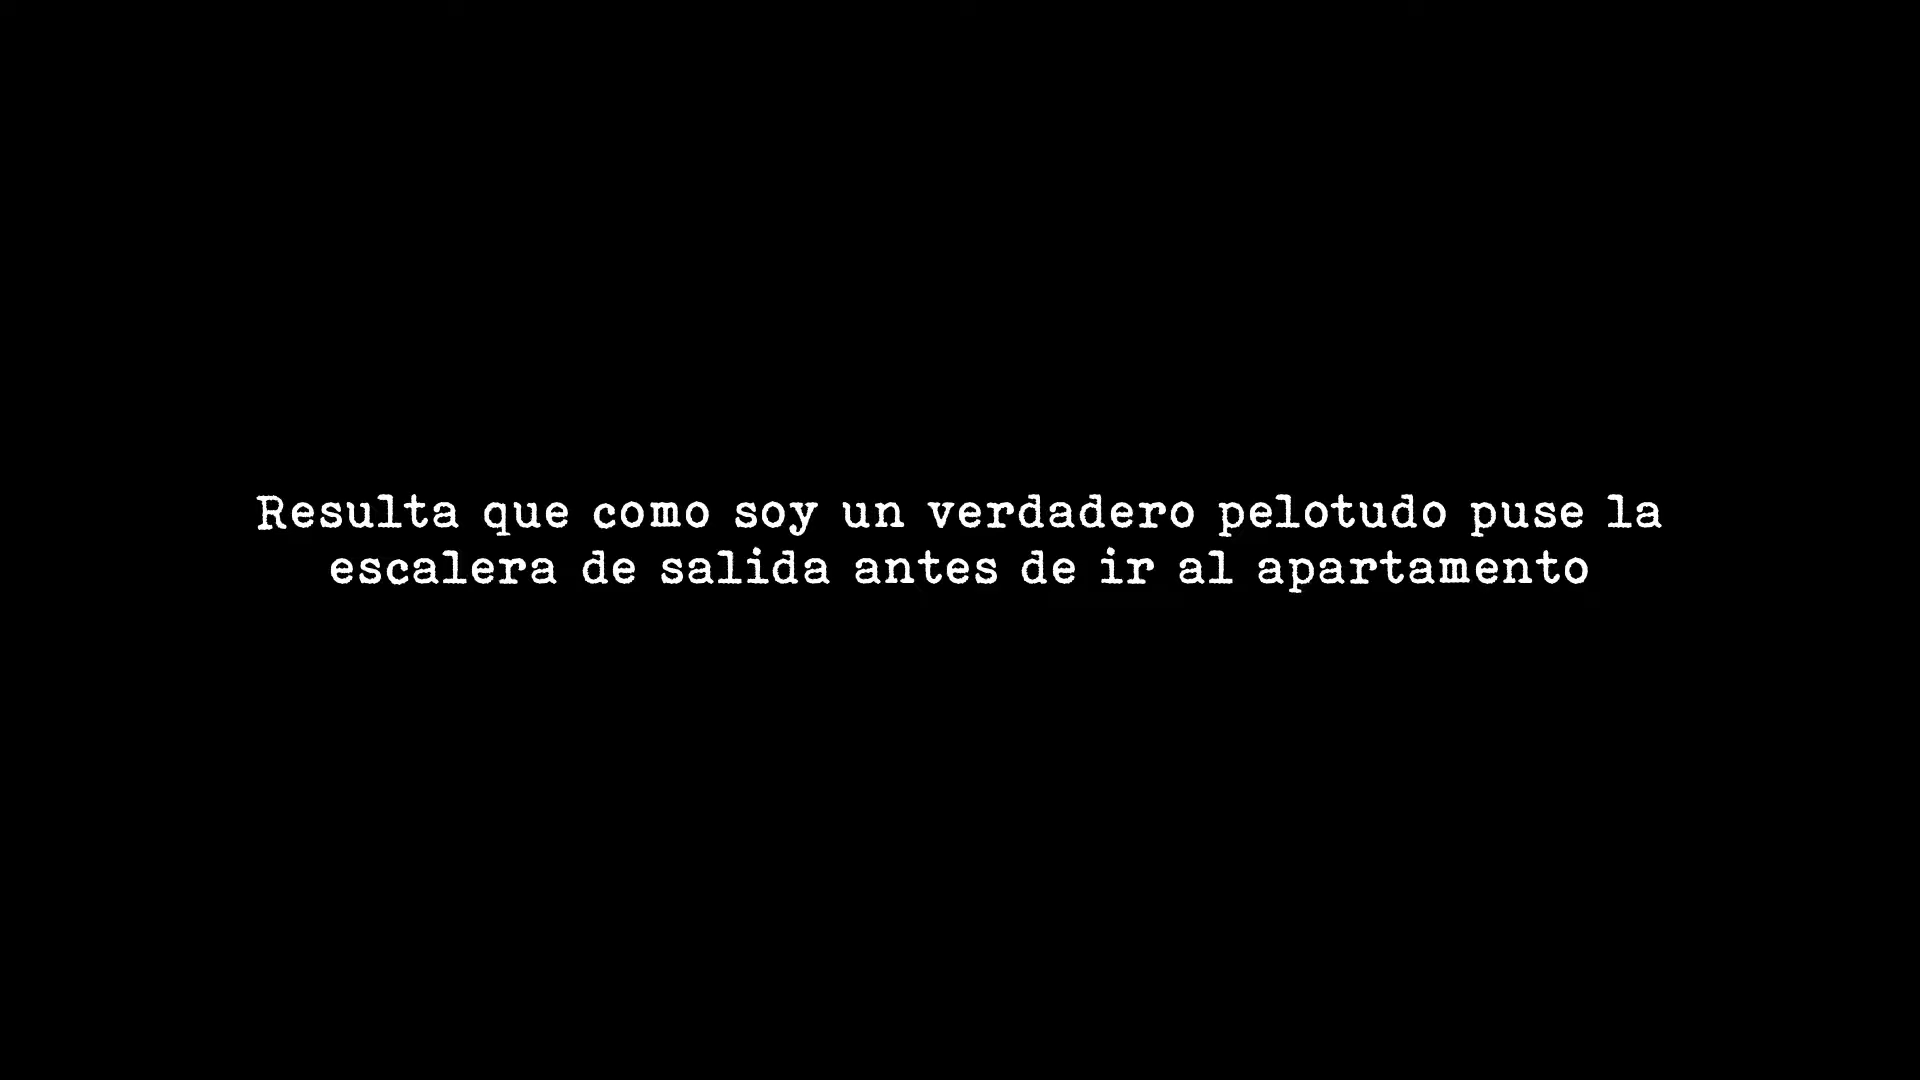 Resulta que como soy un verdadero pelotudo puse la
escalera de salida antes de ir al apartamento